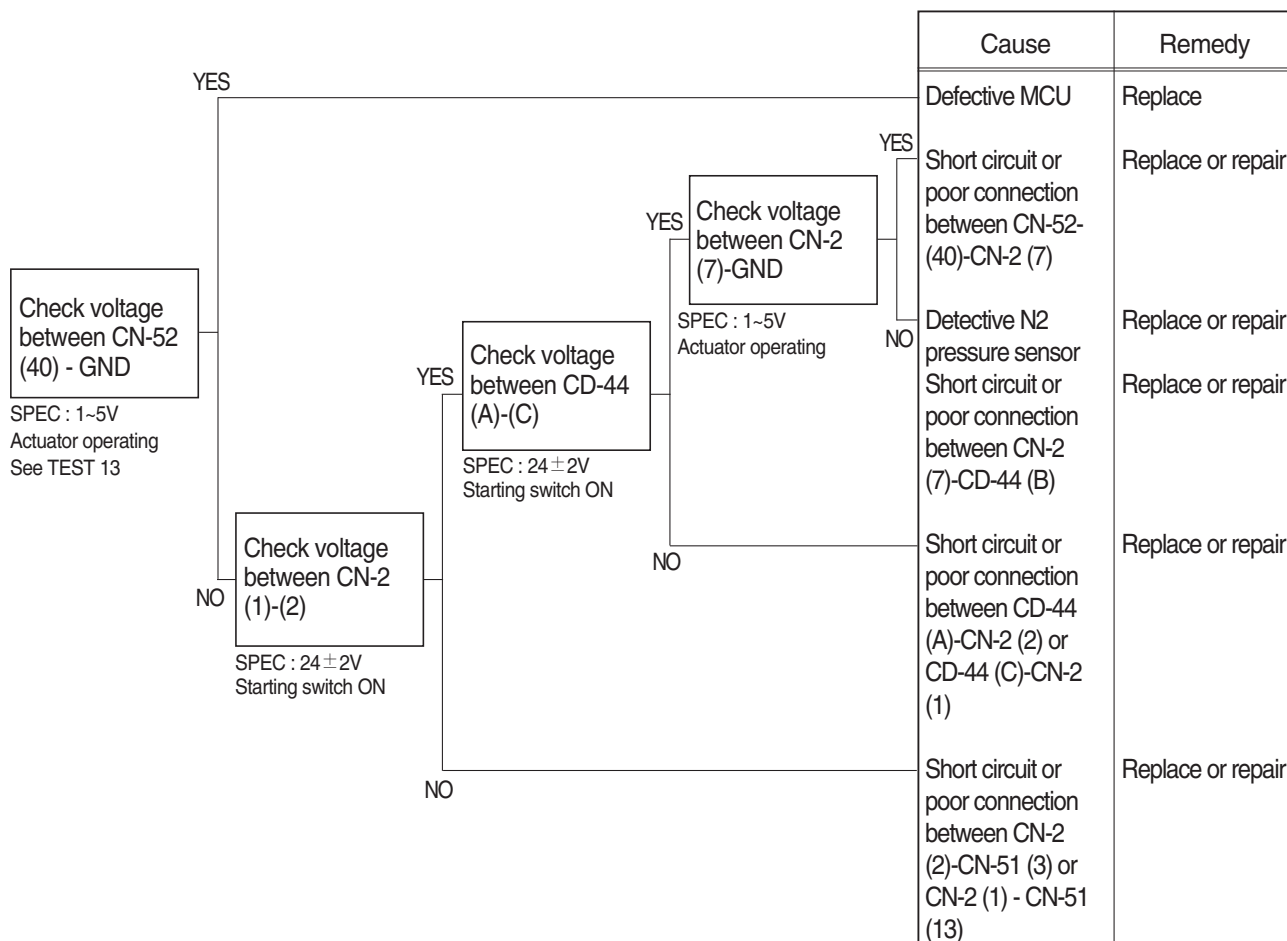 Cause
Remedy
YES
Defective MCU
Replace
YES
Short circuit or
poor connection
between CN-52-
(40)-CN-2 (7)
Replace or repair
YES
Check voltage
between CN-2
(7)-GND
SPEC : 1~5V
Actuator operating
NO
Detective N2
pressure sensor
Replace or repair
Short circuit or
poor connection
between CN-2
(7)-CD-44 (B)
Replace or repair
Check voltage
between CN-52
(40) - GND
SPEC : 1~5V
Actuator operating
See TEST 13
YES
Check voltage
between CD-44
(A)-(C)
SPEC : 24±2V
Starting switch ON
NO
Short circuit or
poor connection
between CD-44
(A)-CN-2 (2) or
CD-44 (C)-CN-2
(1)
Replace or repair
NO
Check voltage
between CN-2
(1)-(2)
SPEC : 24±2V
Starting switch ON
NO
Short circuit or
poor connection
between CN-2
(2)-CN-51 (3) or
CN-2 (1) - CN-51
(13)
Replace or repair